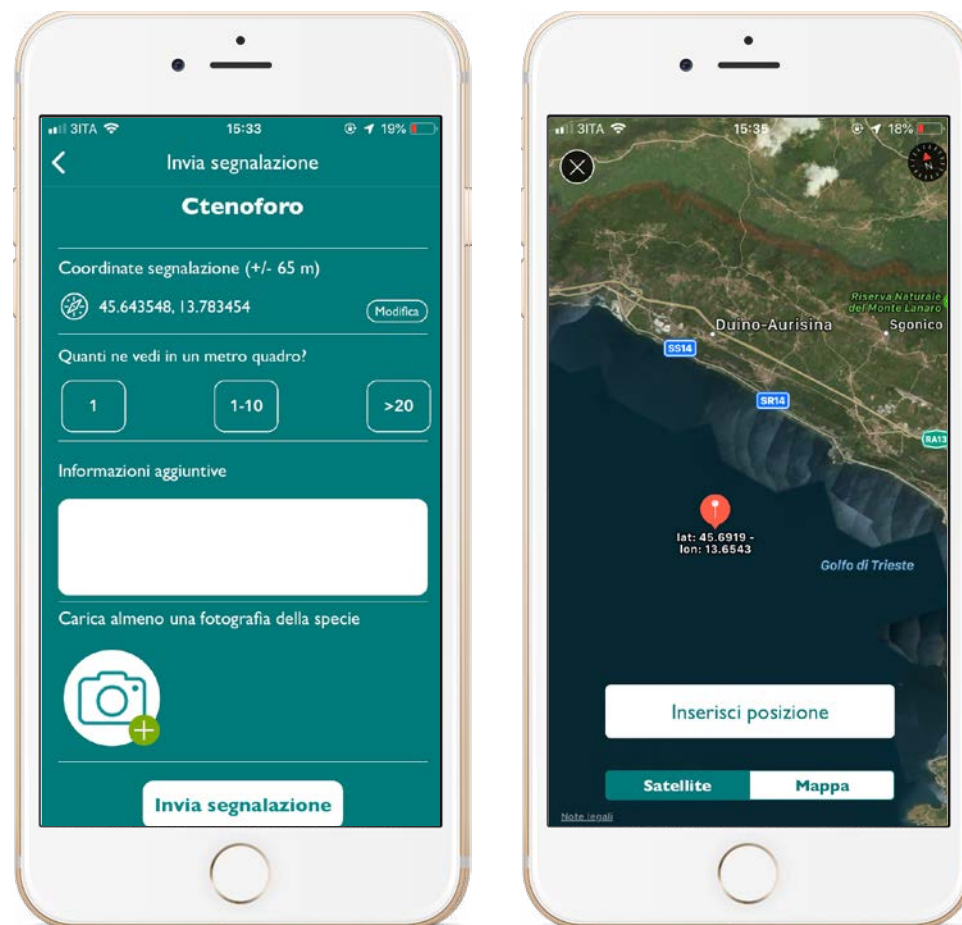 3ITA 15:33 19%
Invia segnalazione
Ctenoforo
Coordinate segnalazione (+/- 65 m)
45.643548, 13.783454 Modifica
Quanti ne vedi in un metro quadro?
1 1-10 >20
Informazioni aggiuntive
Carica almeno una fotografia della specie
Invia segnalazione
3ITA 15:35 18%
N
Riserva Naturale
del Monte Lanaro
Duino-Aurisina Sgonico
SS14
SR14
RA13
lat: 45.6919 -
lon: 13.6543
Golfo di Trieste
Inserisci posizione
Satellite Mappa
Note legali